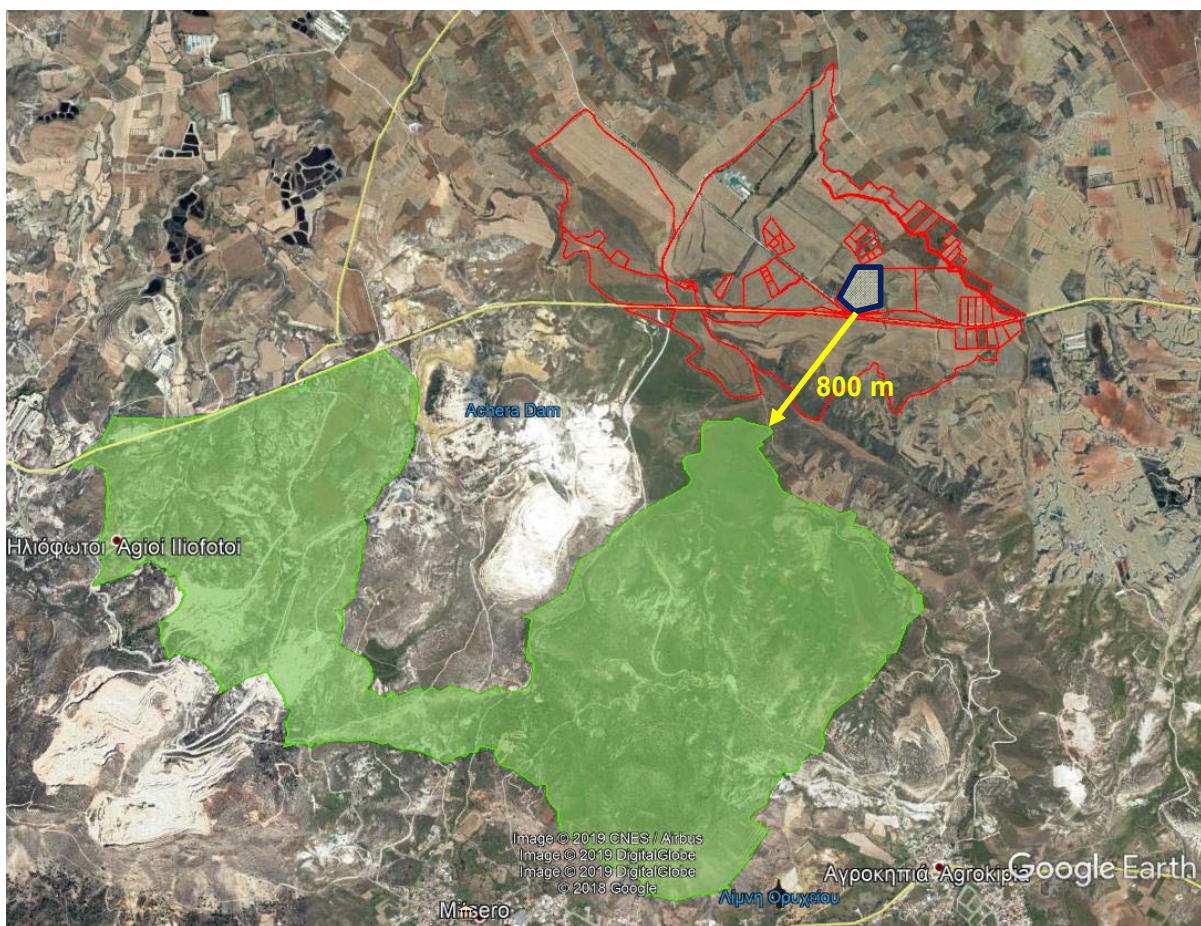 800 m
Achera Dam
Ηλιόφωτοι Agioi Iliofotoi
Image © 2019 CNES / Airbus
Image © 2019 DigitalGlobe
Image © 2019 DigitalGlobe
© 2018 Google
Αγροκηπιά Agrokipia
Google Earth
Λίμνη Ορυχείου
Mitsero